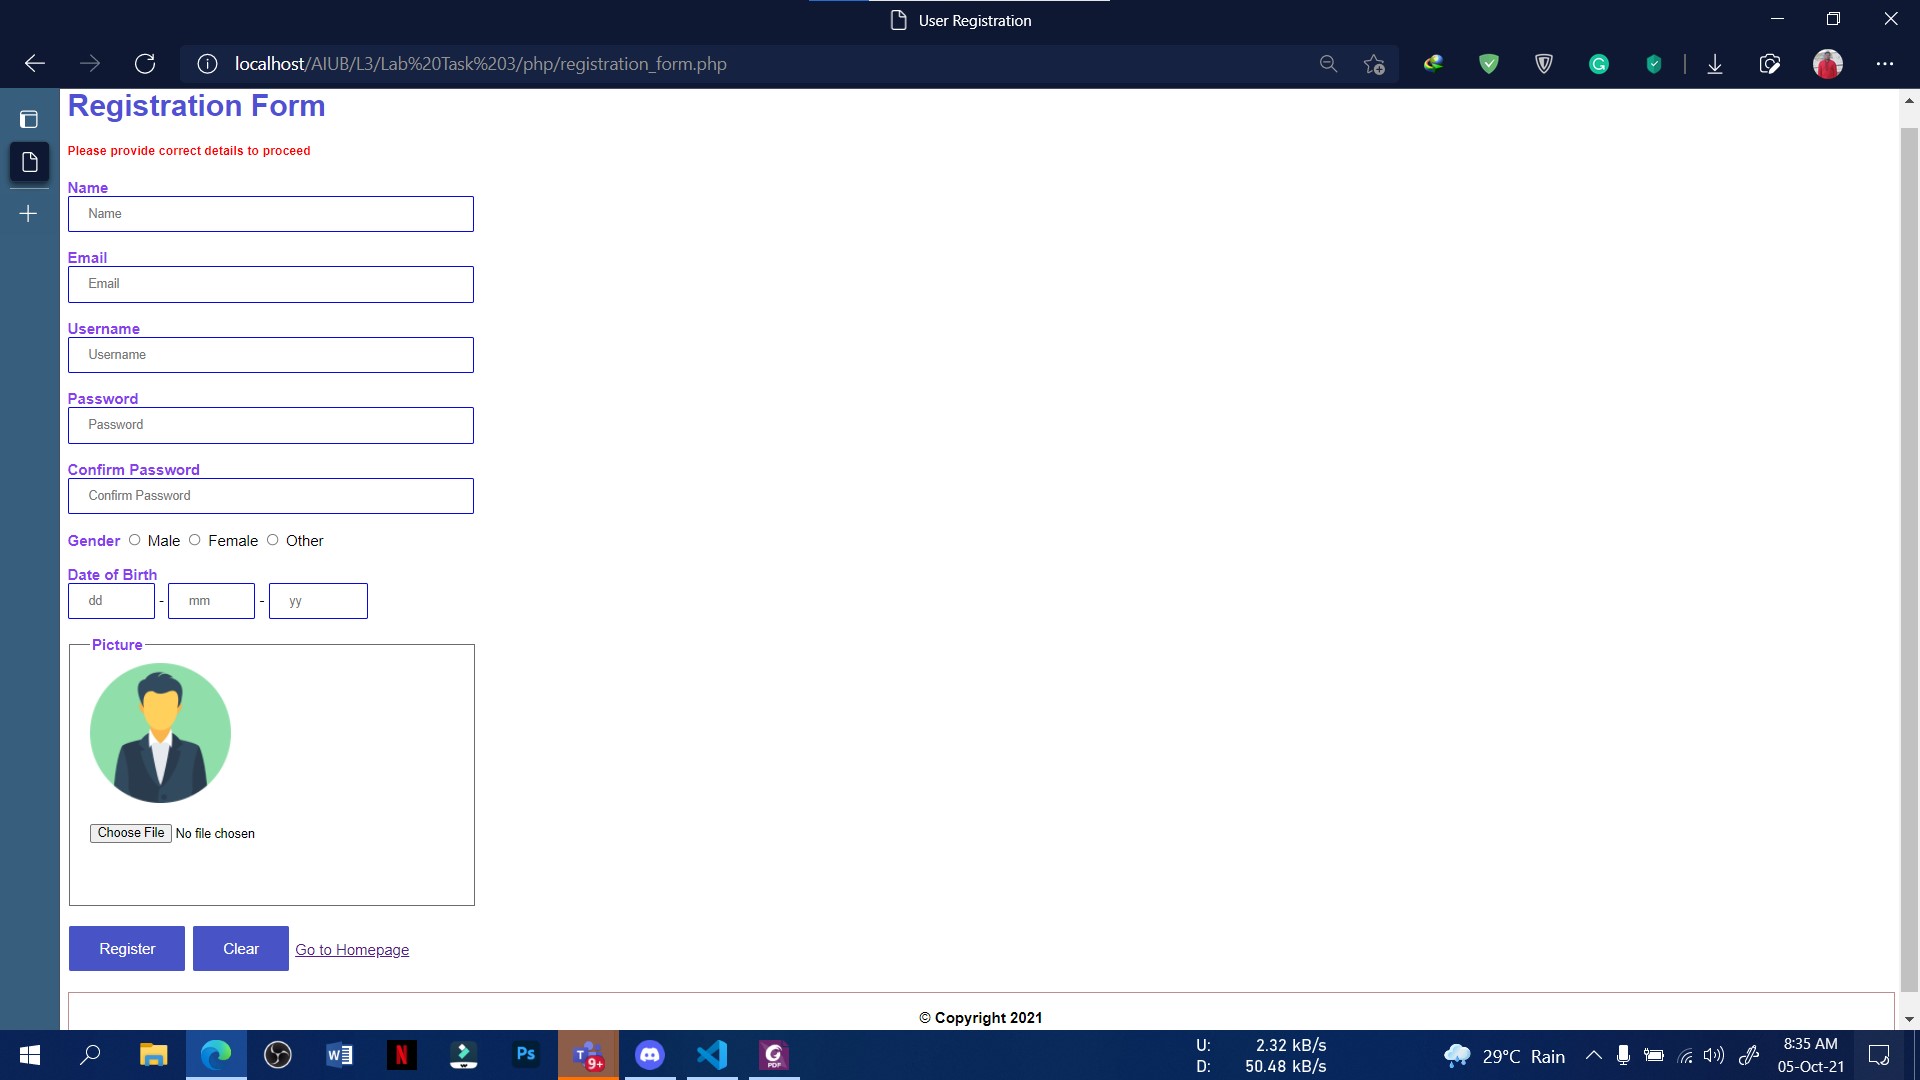 User Registration
localhost/AIUB/L3/Lab%20Task%203/php/registration_form.php
Registration Form
Please provide correct details to proceed
Name
Name
Email
Email
Username
Username
Password
Password
Confirm Password
Confirm Password
Gender Male Female Other
Date of Birth
dd - mm - yy
Picture
Choose File No file chosen
Register Clear Go to Homepage
© Copyright 2021
U: 2.32 kB/s
D: 50.48 kB/s
29°C Rain
8:35 AM
05-Oct-21
W
N
Ps
T 9+
G
PDF